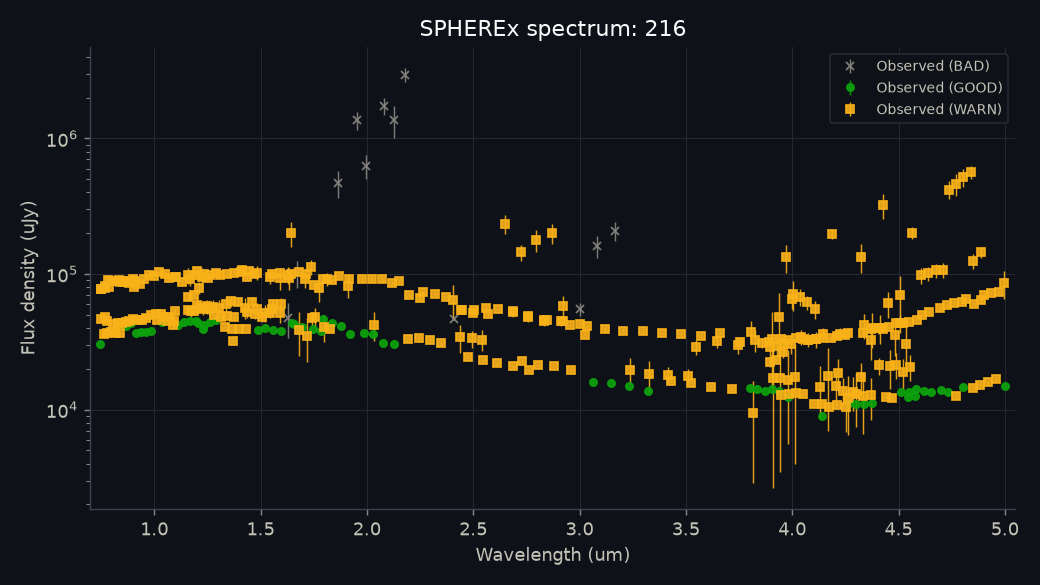 SPHEREx spectrum: 216
Observed (BAD)
Observed (GOOD)
Observed (WARN)
Flux density (uJy)
10⁶
10⁵
10⁴
1.0 1.5 2.0 2.5 3.0 3.5 4.0 4.5 5.0
Wavelength (um)